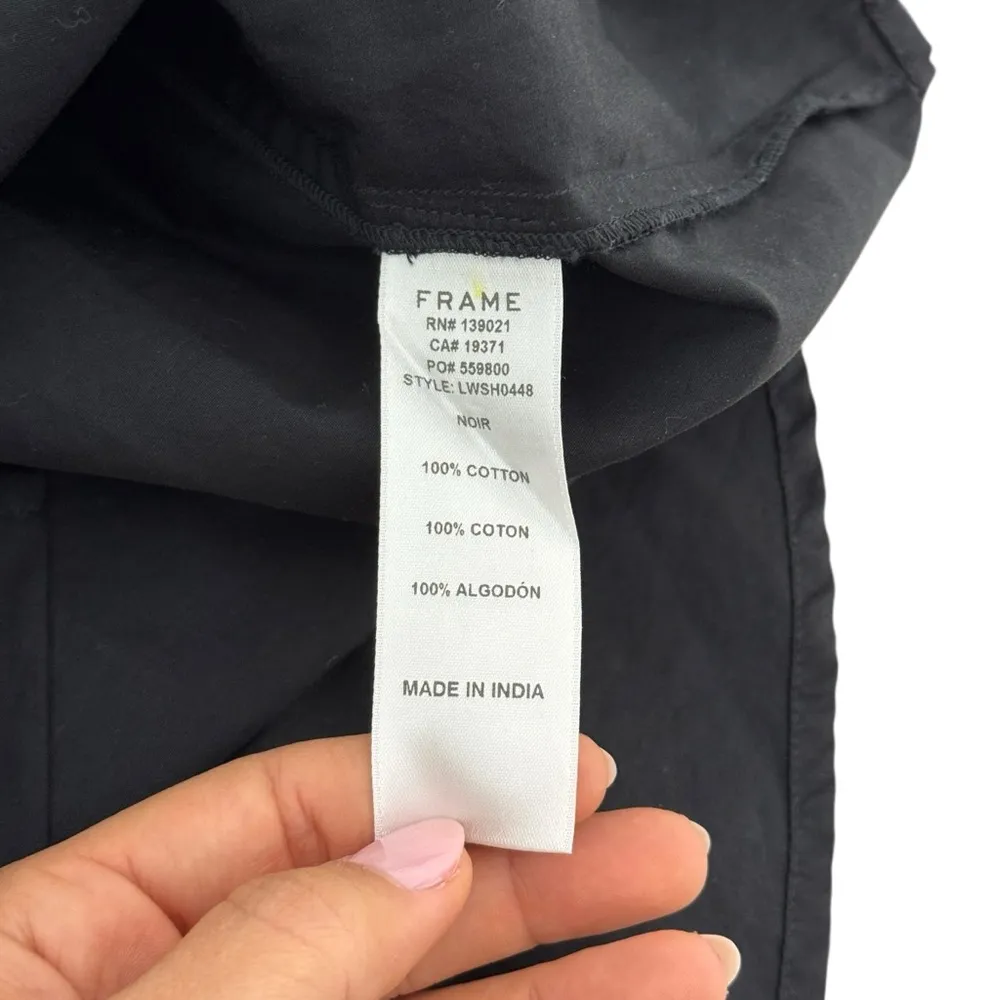 FRAME
RN# 139021
CA# 19371
PO# 559800
STYLE: LWSH0448
NOIR
100% COTTON
100% COTON
100% ALGODÓN
MADE IN INDIA